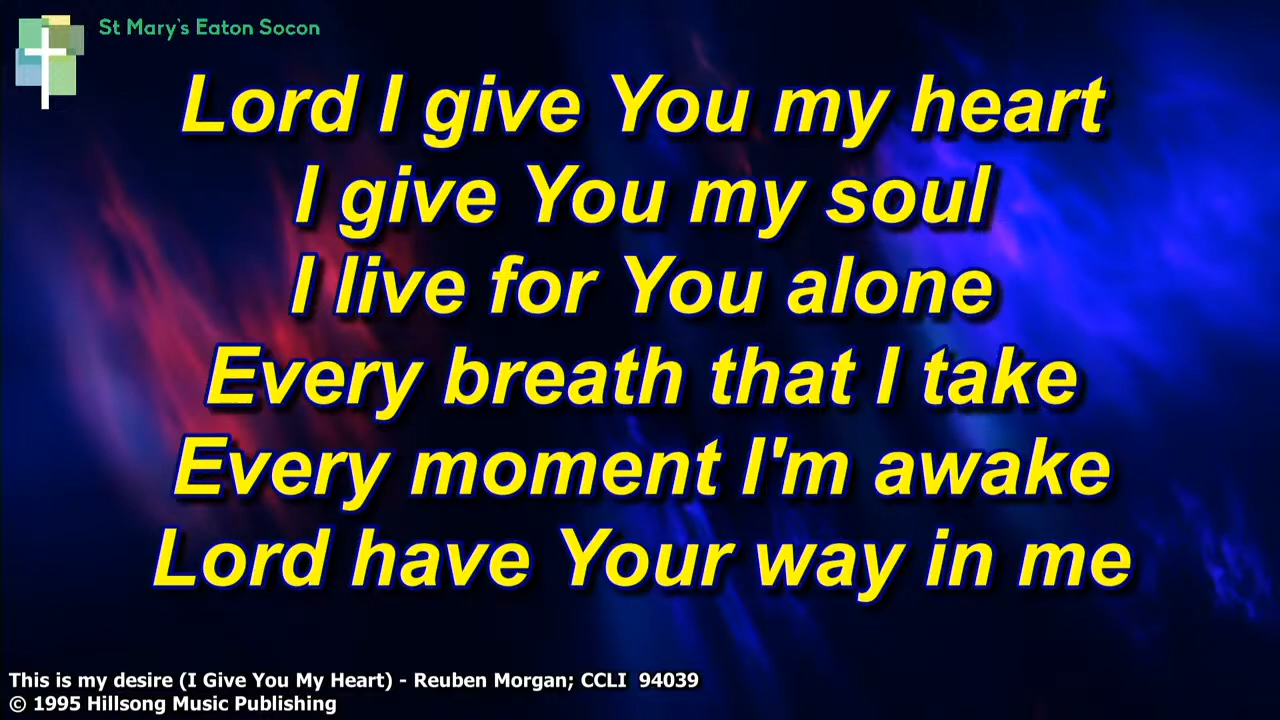 St Mary's Eaton Socon
Lord I give You my heart
I give You my soul
I live for You alone
Every breath that I take
Every moment I'm awake
Lord have Your way in me
This is my desire (I Give You My Heart) - Reuben Morgan; CCLI 94039
© 1995 Hillsong Music Publishing